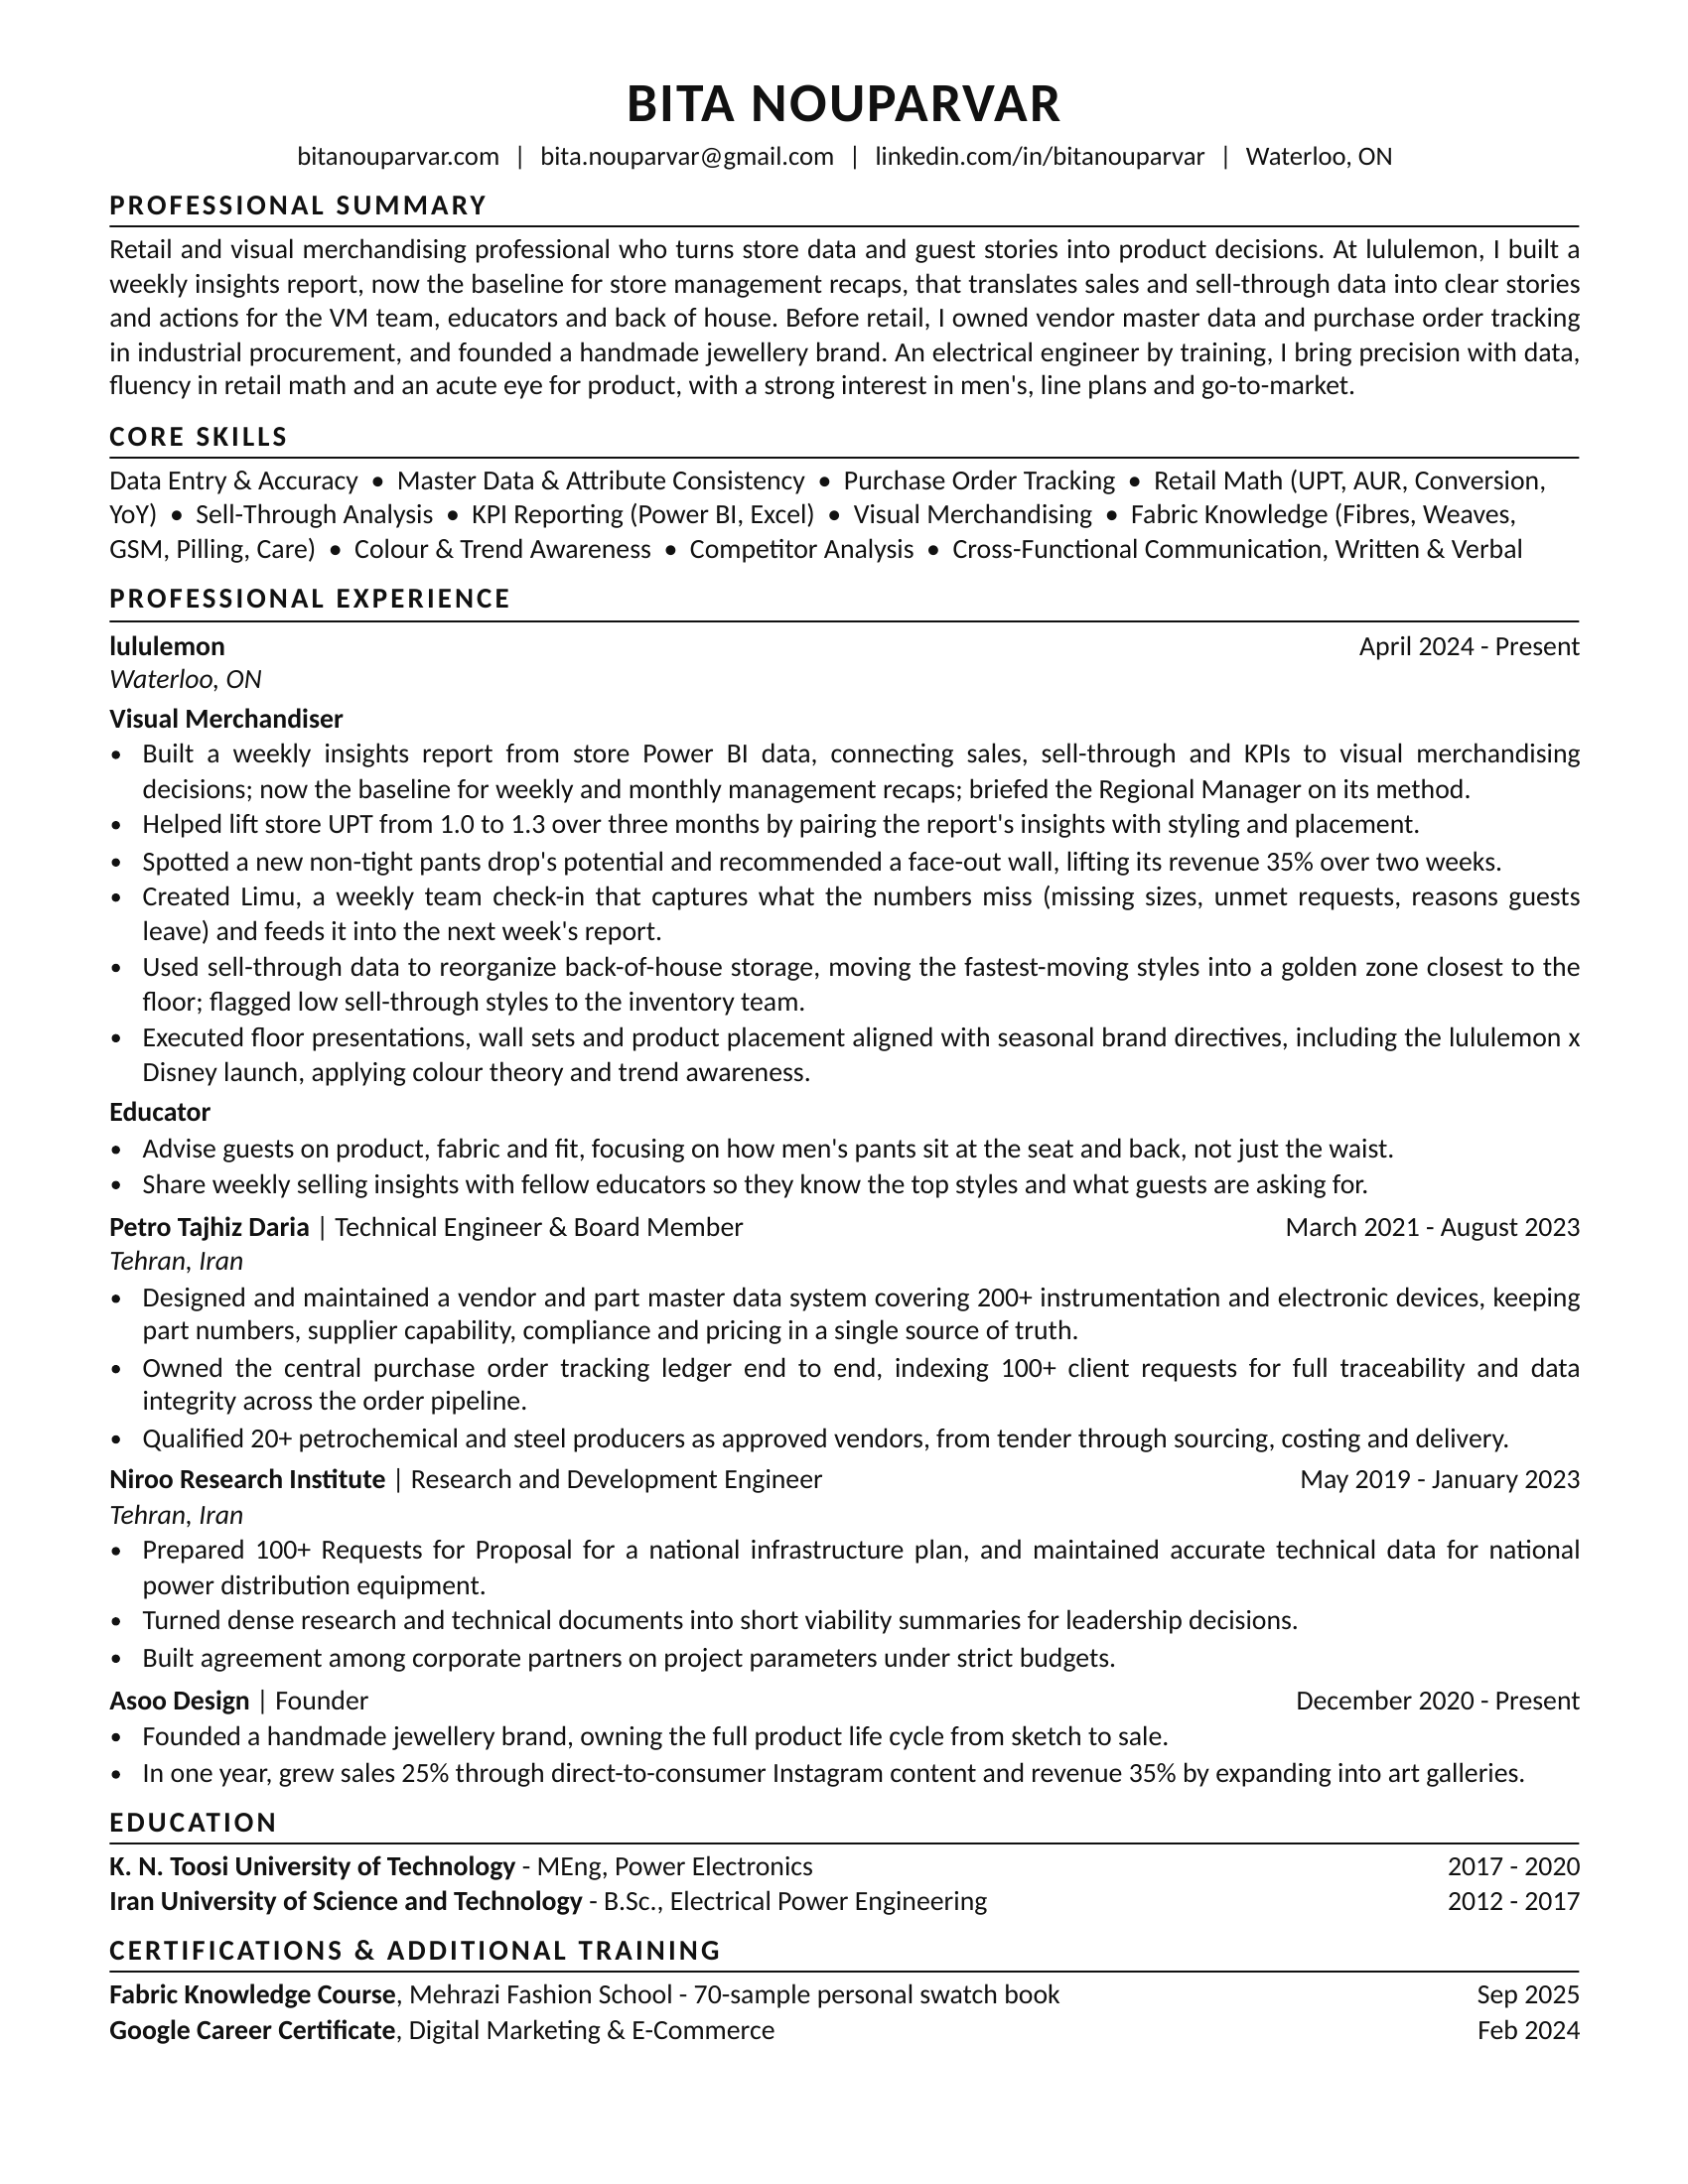 BITA NOUPARVAR
bitanouparvar.com | bita.nouparvar@gmail.com | linkedin.com/in/bitanouparvar | Waterloo, ON
PROFESSIONAL SUMMARY
Retail and visual merchandising professional who turns store data and guest stories into product decisions. At lululemon, I built a
weekly insights report, now the baseline for store management recaps, that translates sales and sell-through data into clear stories
and actions for the VM team, educators and back of house. Before retail, I owned vendor master data and purchase order tracking
in industrial procurement, and founded a handmade jewellery brand. An electrical engineer by training, I bring precision with data,
fluency in retail math and an acute eye for product, with a strong interest in men's, line plans and go-to-market.
CORE SKILLS
Data Entry & Accuracy • Master Data & Attribute Consistency • Purchase Order Tracking • Retail Math (UPT, AUR, Conversion,
YoY) • Sell-Through Analysis • KPI Reporting (Power BI, Excel) • Visual Merchandising • Fabric Knowledge (Fibres, Weaves,
GSM, Pilling, Care) • Colour & Trend Awareness • Competitor Analysis • Cross-Functional Communication, Written & Verbal
PROFESSIONAL EXPERIENCE
lululemon April 2024 - Present
Waterloo, ON
Visual Merchandiser
• Built a weekly insights report from store Power BI data, connecting sales, sell-through and KPIs to visual merchandising
decisions; now the baseline for weekly and monthly management recaps; briefed the Regional Manager on its method.
• Helped lift store UPT from 1.0 to 1.3 over three months by pairing the report's insights with styling and placement.
• Spotted a new non-tight pants drop's potential and recommended a face-out wall, lifting its revenue 35% over two weeks.
• Created Limu, a weekly team check-in that captures what the numbers miss (missing sizes, unmet requests, reasons guests
leave) and feeds it into the next week's report.
• Used sell-through data to reorganize back-of-house storage, moving the fastest-moving styles into a golden zone closest to the
floor; flagged low sell-through styles to the inventory team.
• Executed floor presentations, wall sets and product placement aligned with seasonal brand directives, including the lululemon x
Disney launch, applying colour theory and trend awareness.
Educator
• Advise guests on product, fabric and fit, focusing on how men's pants sit at the seat and back, not just the waist.
• Share weekly selling insights with fellow educators so they know the top styles and what guests are asking for.
Petro Tajhiz Daria | Technical Engineer & Board Member March 2021 - August 2023
Tehran, Iran
• Designed and maintained a vendor and part master data system covering 200+ instrumentation and electronic devices, keeping
part numbers, supplier capability, compliance and pricing in a single source of truth.
• Owned the central purchase order tracking ledger end to end, indexing 100+ client requests for full traceability and data
integrity across the order pipeline.
• Qualified 20+ petrochemical and steel producers as approved vendors, from tender through sourcing, costing and delivery.
Niroo Research Institute | Research and Development Engineer May 2019 - January 2023
Tehran, Iran
• Prepared 100+ Requests for Proposal for a national infrastructure plan, and maintained accurate technical data for national
power distribution equipment.
• Turned dense research and technical documents into short viability summaries for leadership decisions.
• Built agreement among corporate partners on project parameters under strict budgets.
Asoo Design | Founder December 2020 - Present
• Founded a handmade jewellery brand, owning the full product life cycle from sketch to sale.
• In one year, grew sales 25% through direct-to-consumer Instagram content and revenue 35% by expanding into art galleries.
EDUCATION
K. N. Toosi University of Technology - MEng, Power Electronics 2017 - 2020
Iran University of Science and Technology - B.Sc., Electrical Power Engineering 2012 - 2017
CERTIFICATIONS & ADDITIONAL TRAINING
Fabric Knowledge Course, Mehrazi Fashion School - 70-sample personal swatch book Sep 2025
Google Career Certificate, Digital Marketing & E-Commerce Feb 2024